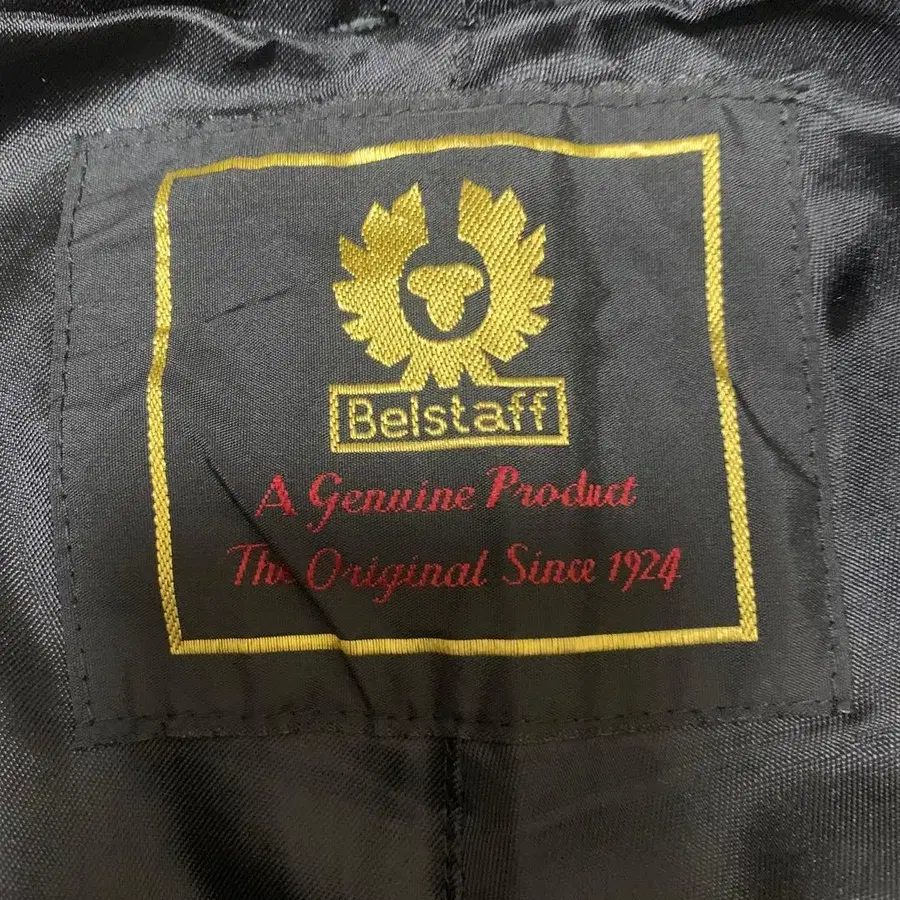 Belstaff
A Genuine Product
The Original Since 1924